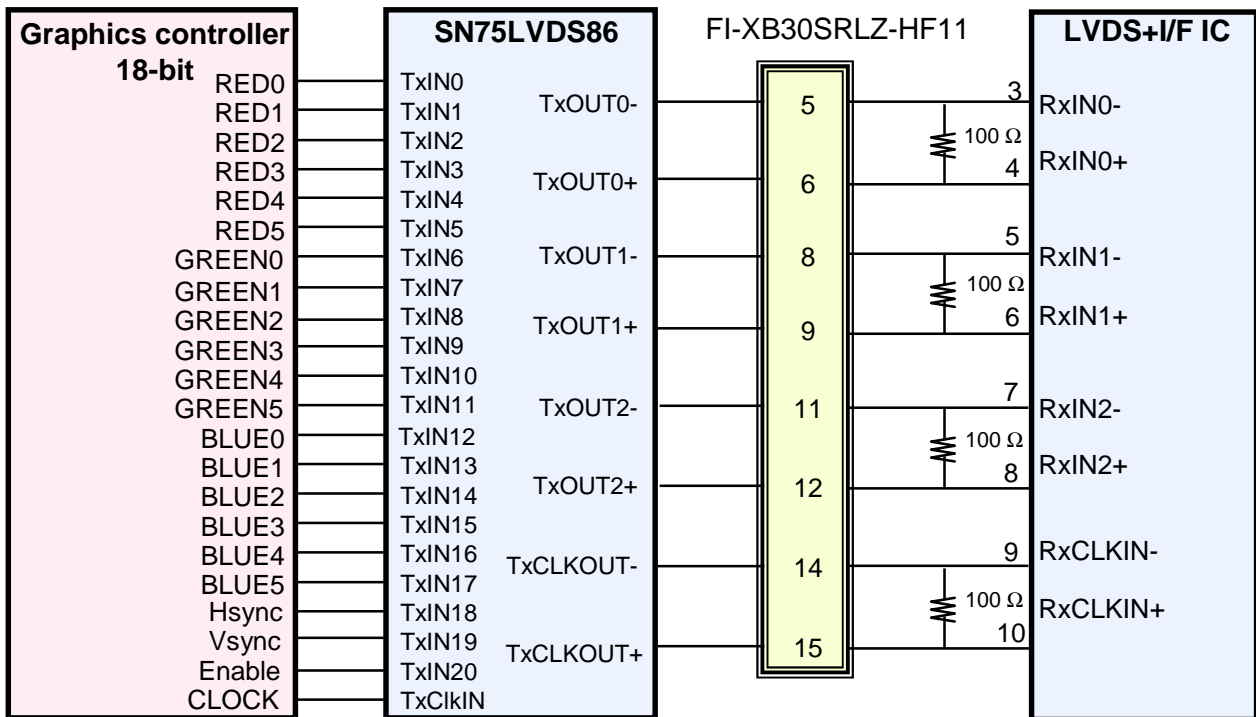 Graphics controller
18-bit
RED0
RED1
RED2
RED3
RED4
RED5
GREEN0
GREEN1
GREEN2
GREEN3
GREEN4
GREEN5
BLUE0
BLUE1
BLUE2
BLUE3
BLUE4
BLUE5
Hsync
Vsync
Enable
CLOCK
SN75LVDS86
TxIN0
TxIN1
TxIN2
TxIN3
TxIN4
TxIN5
TxIN6
TxIN7
TxIN8
TxIN9
TxIN10
TxIN11
TxIN12
TxIN13
TxIN14
TxIN15
TxIN16
TxIN17
TxIN18
TxIN19
TxIN20
TxClkIN
TxOUT0-
TxOUT0+
TxOUT1-
TxOUT1+
TxOUT2-
TxOUT2+
TxCLKOUT-
TxCLKOUT+
FI-XB30SRLZ-HF11
5
6
8
9
11
12
14
15
3
100 Ω
4
5
100 Ω
6
7
100 Ω
8
9
100 Ω
10
LVDS+I/F IC
RxIN0-
RxIN0+
RxIN1-
RxIN1+
RxIN2-
RxIN2+
RxCLKIN-
RxCLKIN+